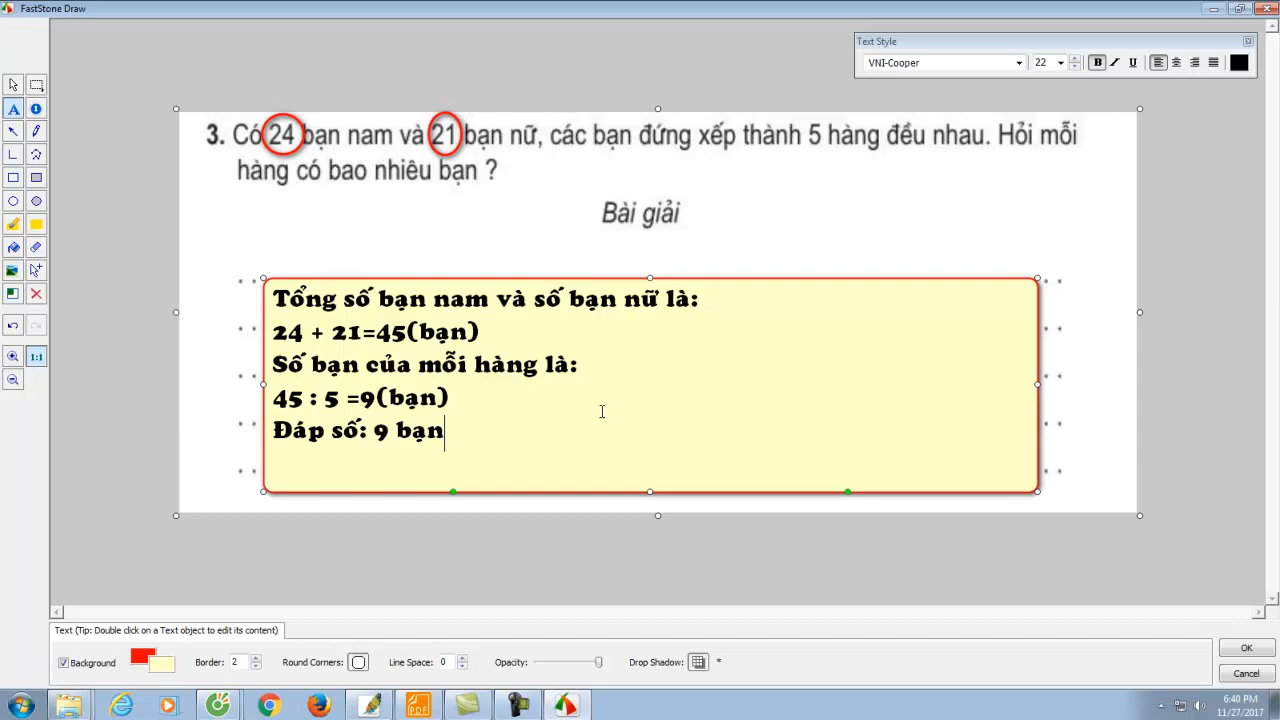 FastStone Draw
Text Style
VNI-Cooper
22
B I U
3. Có 24 bạn nam và 21 bạn nữ, các bạn đứng xếp thành 5 hàng đều nhau. Hỏi mỗi
hàng có bao nhiêu bạn ?
Bài giải
Tổng số bạn nam và số bạn nữ là:
24 + 21=45(bạn)
Số bạn của mỗi hàng là:
45 : 5 =9(bạn)
Đáp số: 9 bạn
A
1:1
Text (Tip: Double click on a Text object to edit its content)
Background
Border: 2
Round Corners:
Line Space: 0
Opacity:
Drop Shadow:
*
OK
Cancel
PDF
6:40 PM
11/27/2017